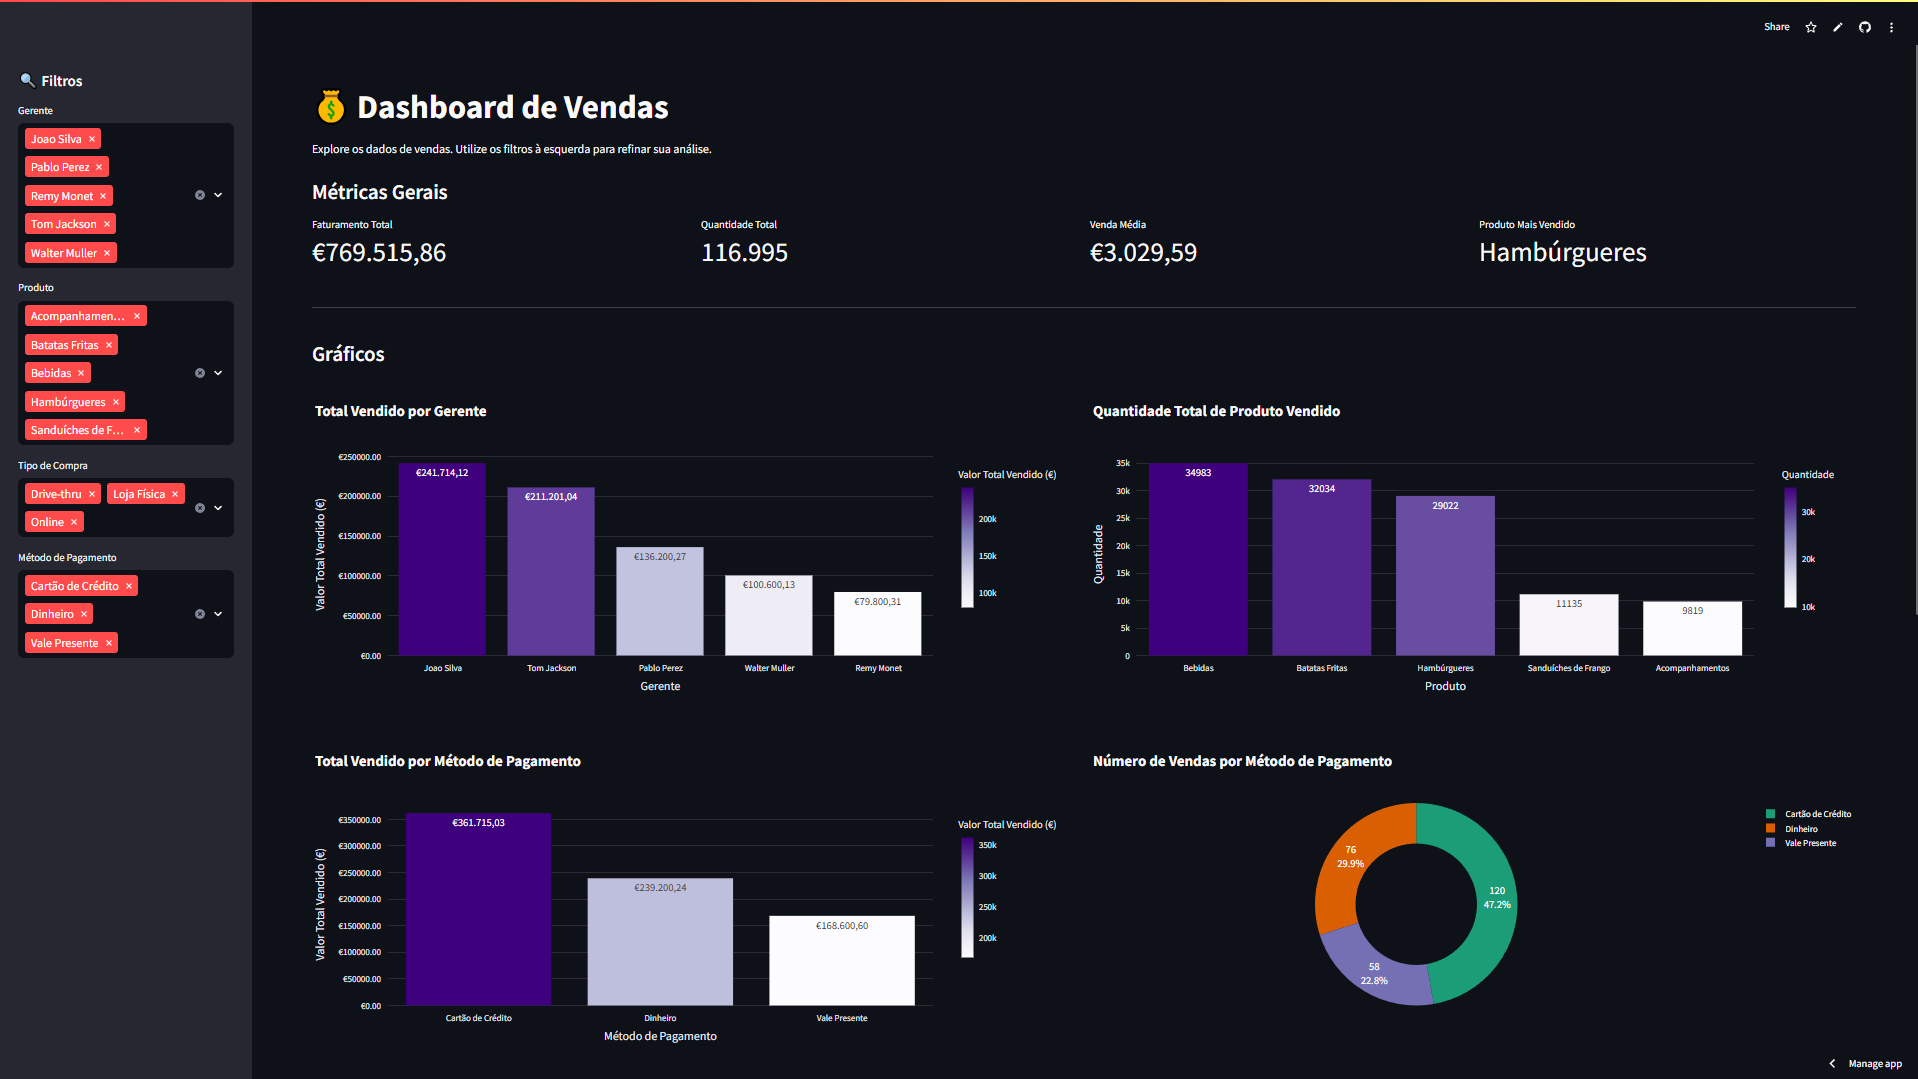 Share
Filtros
Gerente
Joao Silva ×
Pablo Perez ×
Remy Monet ×
Tom Jackson ×
Walter Muller ×
Produto
Acompanhamen... ×
Batatas Fritas ×
Bebidas ×
Hambúrgueres ×
Sanduíches de F... ×
Tipo de Compra
Drive-thru × Loja Física ×
Online ×
Método de Pagamento
Cartão de Crédito ×
Dinheiro ×
Vale Presente ×
Dashboard de Vendas
Explore os dados de vendas. Utilize os filtros à esquerda para refinar sua análise.
Métricas Gerais
Faturamento Total
€769.515,86
Quantidade Total
116.995
Venda Média
€3.029,59
Produto Mais Vendido
Hambúrgueres
Gráficos
Total Vendido por Gerente
Valor Total Vendido (€)
€250000.00
€200000.00
€150000.00
€100000.00
€50000.00
€0.00
€241.714,12
€211.201,04
€136.200,27
€100.600,13
€79.800,31
Joao Silva
Tom Jackson
Pablo Perez
Walter Muller
Remy Monet
Gerente
Valor Total Vendido (€)
200k
150k
100k
Quantidade Total de Produto Vendido
Quantidade
35k
30k
25k
20k
15k
10k
5k
0
34983
32034
29022
11135
9819
Bebidas
Batatas Fritas
Hambúrgueres
Sanduíches de Frango
Acompanhamentos
Produto
Quantidade
30k
20k
10k
Total Vendido por Método de Pagamento
Valor Total Vendido (€)
€350000.00
€300000.00
€250000.00
€200000.00
€150000.00
€100000.00
€50000.00
€0.00
€361.715,03
€239.200,24
€168.600,60
Cartão de Crédito
Dinheiro
Vale Presente
Método de Pagamento
Valor Total Vendido (€)
350k
300k
250k
200k
Número de Vendas por Método de Pagamento
76
29.9%
120
47.2%
58
22.8%
Cartão de Crédito
Dinheiro
Vale Presente
Manage app